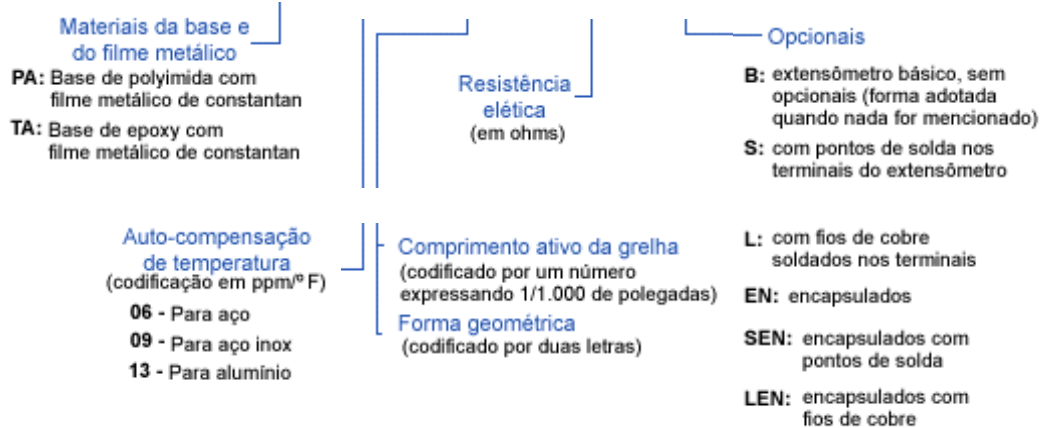 Materiais da base e
do filme metálico
PA: Base de polyimida com
filme metálico de constantan
TA: Base de epoxy com
filme metálico de constantan
Resistência
elética
(em ohms)
Opcionais
B: extensômetro básico, sem
opcionais (forma adotada
quando nada for mencionado)
S: com pontos de solda nos
terminais do extensômetro
Auto-compensação
de temperatura
(codificação em ppm/º F)
06 - Para aço
09 - Para aço inox
13 - Para alumínio
Comprimento ativo da grelha
(codificado por um número
expressando 1/1.000 de polegadas)
Forma geométrica
(codificado por duas letras)
L: com fios de cobre
soldados nos terminais
EN: encapsulados
SEN: encapsulados com
pontos de solda
LEN: encapsulados com
fios de cobre